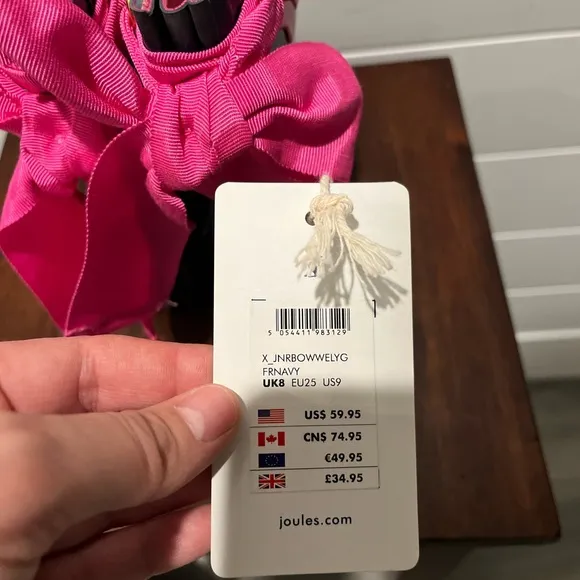 5 054411 983129
X_JNRBOWWELYG
FRNAVY
UK8 EU25 US9
US$ 59.95
CN$ 74.95
€49.95
£34.95
joules.com